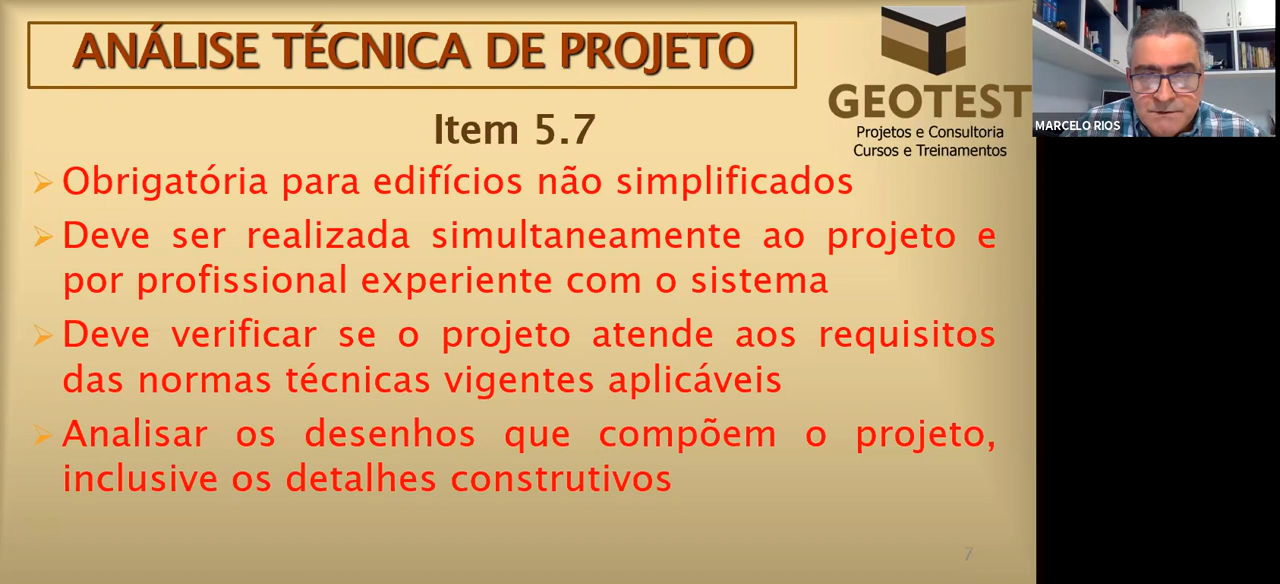 ANÁLISE TÉCNICA DE PROJETO
GEOTEST
Projetos e Consultoria
Cursos e Treinamentos
MARCELO RIOS
Item 5.7
Obrigatória para edifícios não simplificados
Deve ser realizada simultaneamente ao projeto e
por profissional experiente com o sistema
Deve verificar se o projeto atende aos requisitos
das normas técnicas vigentes aplicáveis
Analisar os desenhos que compõem o projeto,
inclusive os detalhes construtivos
7